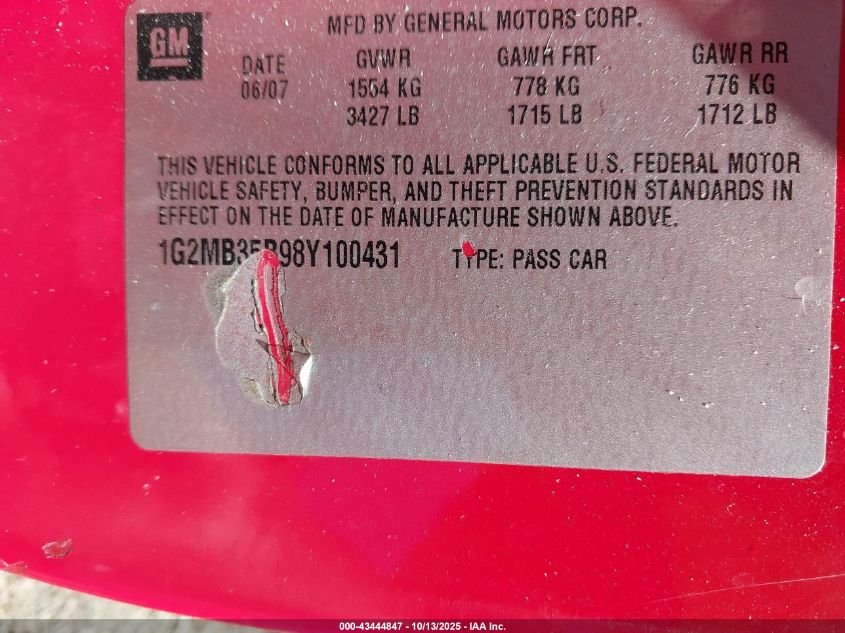 GM
MFD BY GENERAL MOTORS CORP.
DATE GVWR GAWR FRT GAWR RR
06/07 1554 KG 778 KG 776 KG
3427 LB 1715 LB 1712 LB
THIS VEHICLE CONFORMS TO ALL APPLICABLE U.S. FEDERAL MOTOR
VEHICLE SAFETY, BUMPER, AND THEFT PREVENTION STANDARDS IN
EFFECT ON THE DATE OF MANUFACTURE SHOWN ABOVE.
1G2MB35B98Y100431 TYPE: PASS CAR
000-43444847 - 10/13/2025 - IAA Inc.